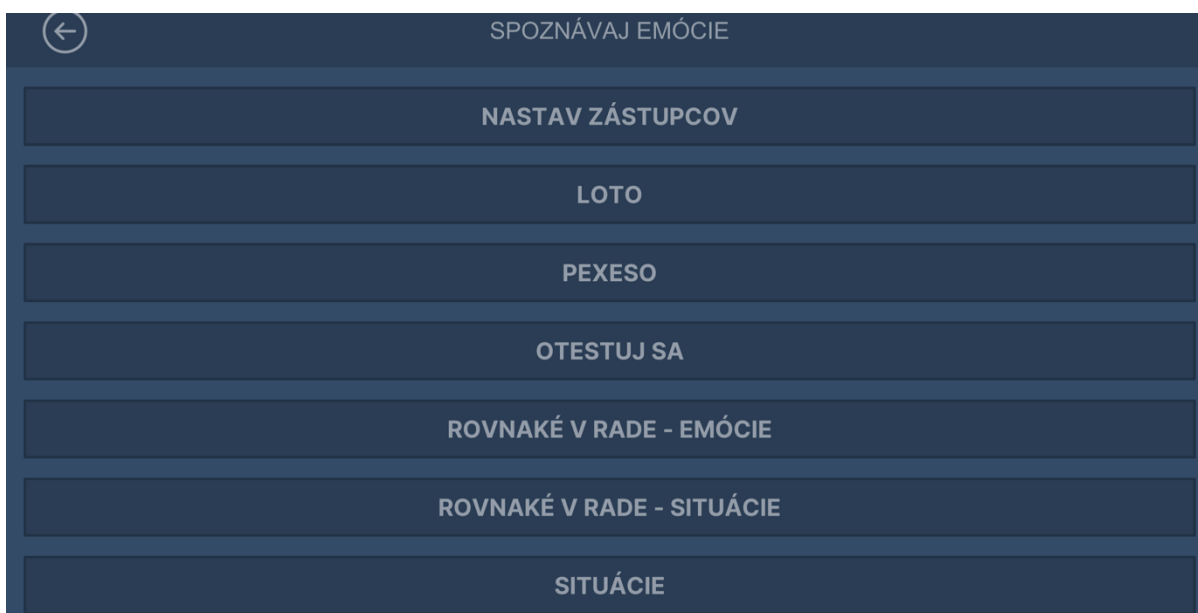 SPOZNÁVAJ EMÓCIE
NASTAV ZÁSTUPCOV
LOTO
PEXESO
OTESTUJ SA
ROVNAKÉ V RADE - EMÓCIE
ROVNAKÉ V RADE - SITUÁCIE
SITUÁCIE